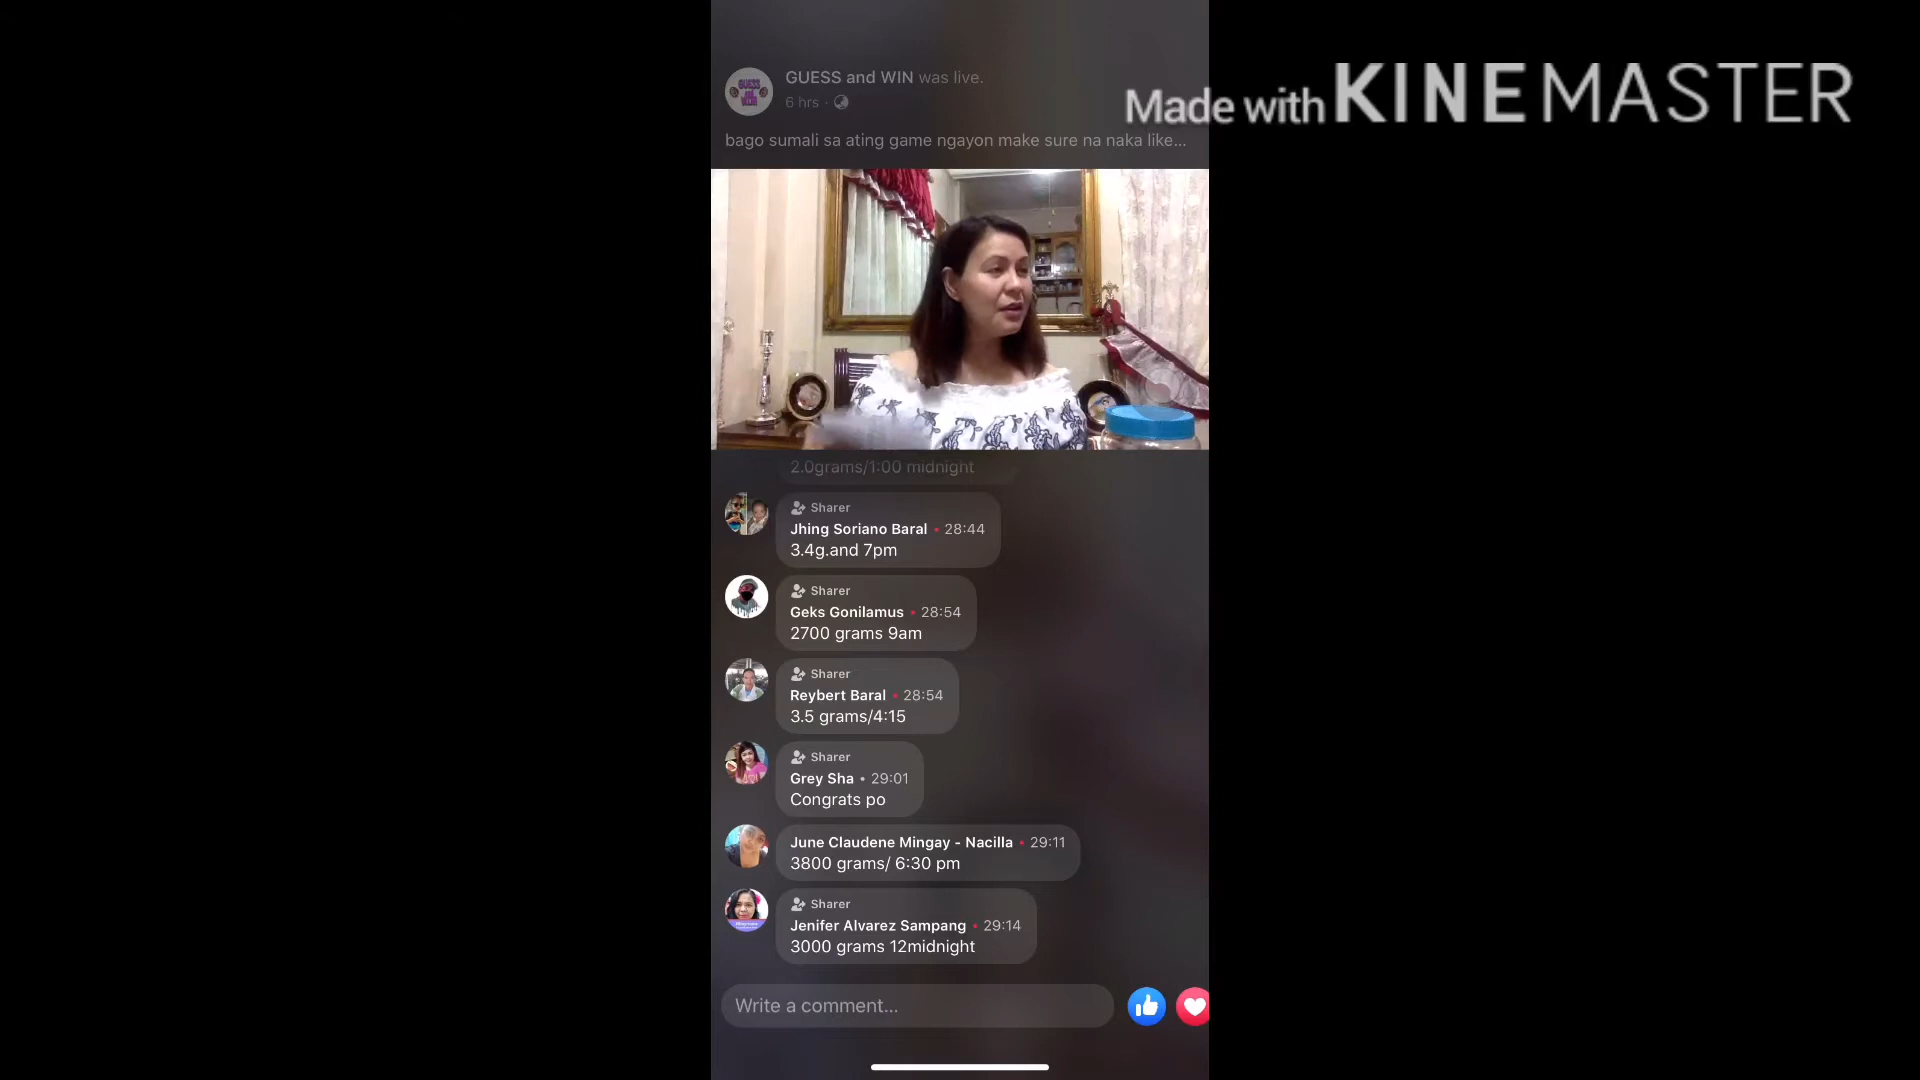 GUESS and WIN was live.
6 hrs ·
bago sumali sa ating game ngayon make sure na naka like...
Made with KINEMASTER
2.0grams/1:00 midnight
Sharer
Jhing Soriano Baral • 28:44
3.4g.and 7pm
Sharer
Geks Gonilamus • 28:54
2700 grams 9am
Sharer
Reybert Baral • 28:54
3.5 grams/4:15
Sharer
Grey Sha • 29:01
Congrats po
June Claudene Mingay - Nacilla • 29:11
3800 grams/ 6:30 pm
Sharer
Jenifer Alvarez Sampang • 29:14
3000 grams 12midnight
Write a comment...